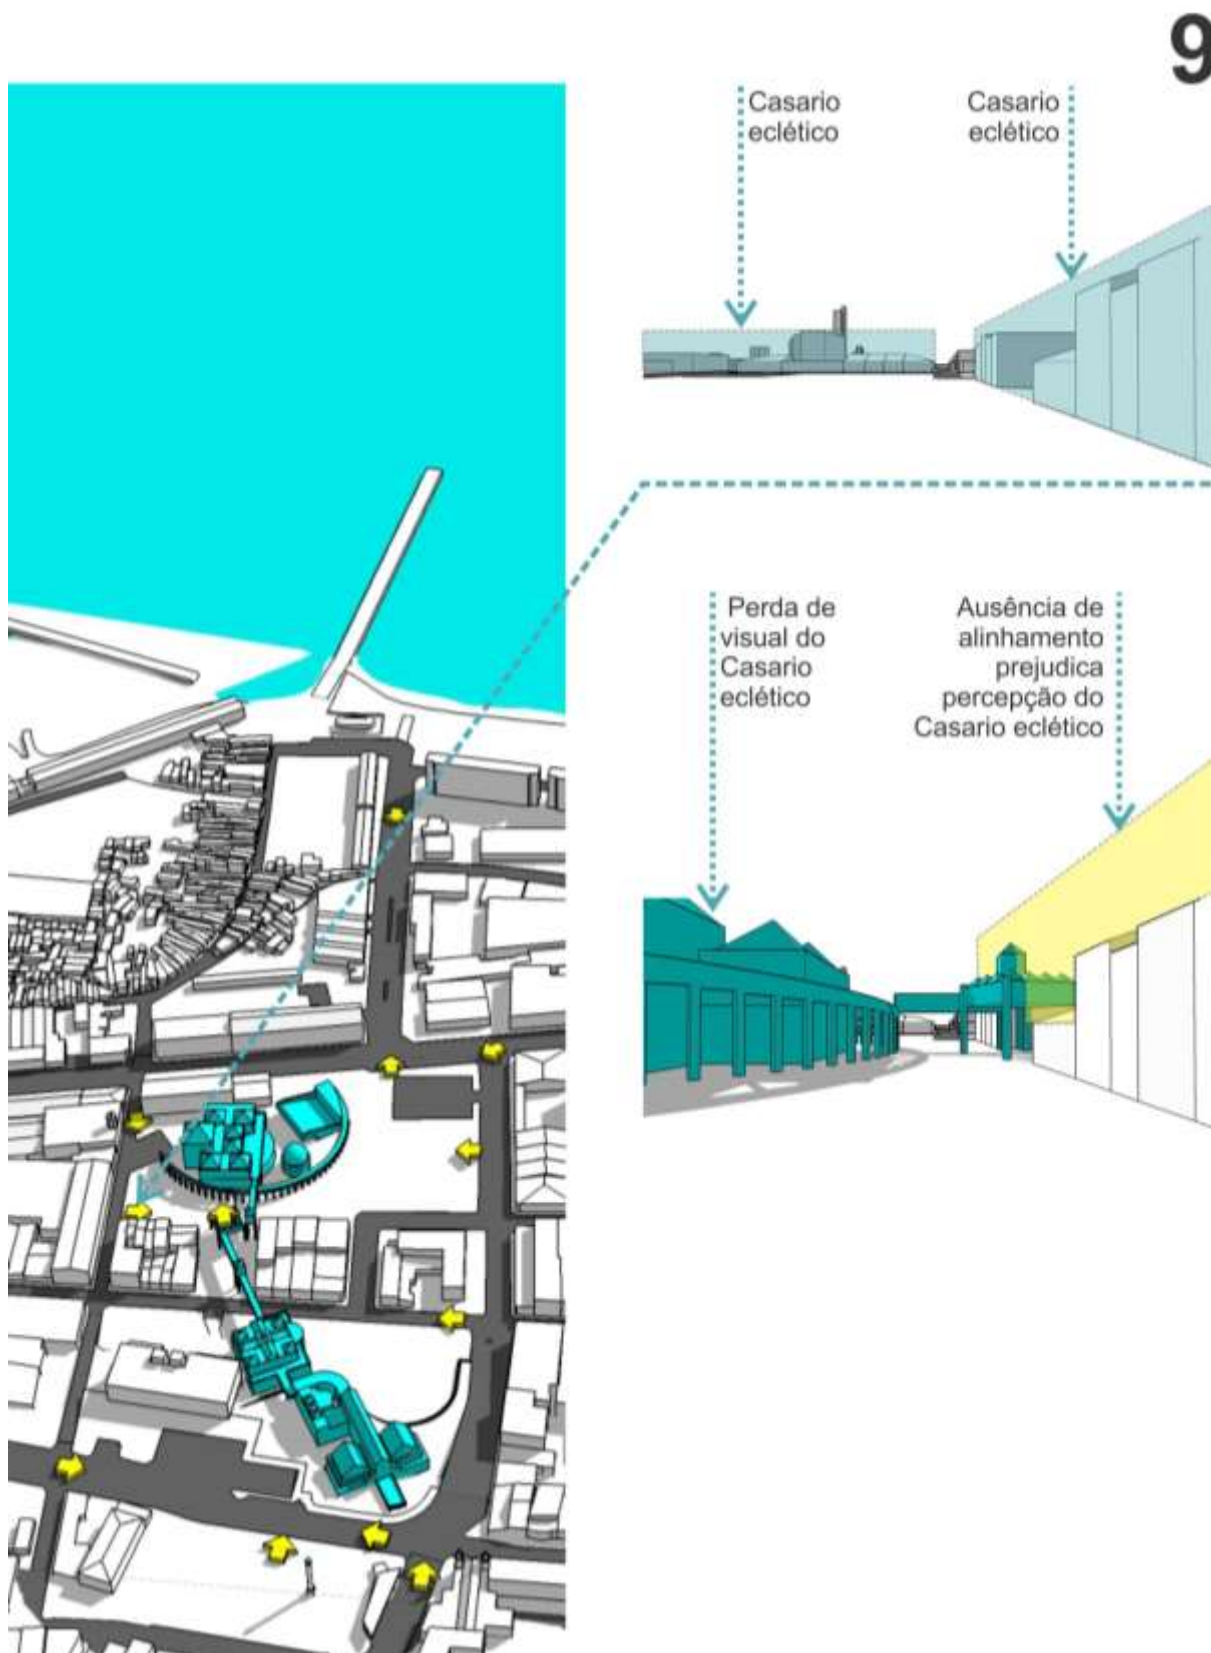 9
Casario
eclético
Casario
eclético
Perda de
visual do
Casario
eclético
Ausência de
alinhamento
prejudica
percepção do
Casario eclético